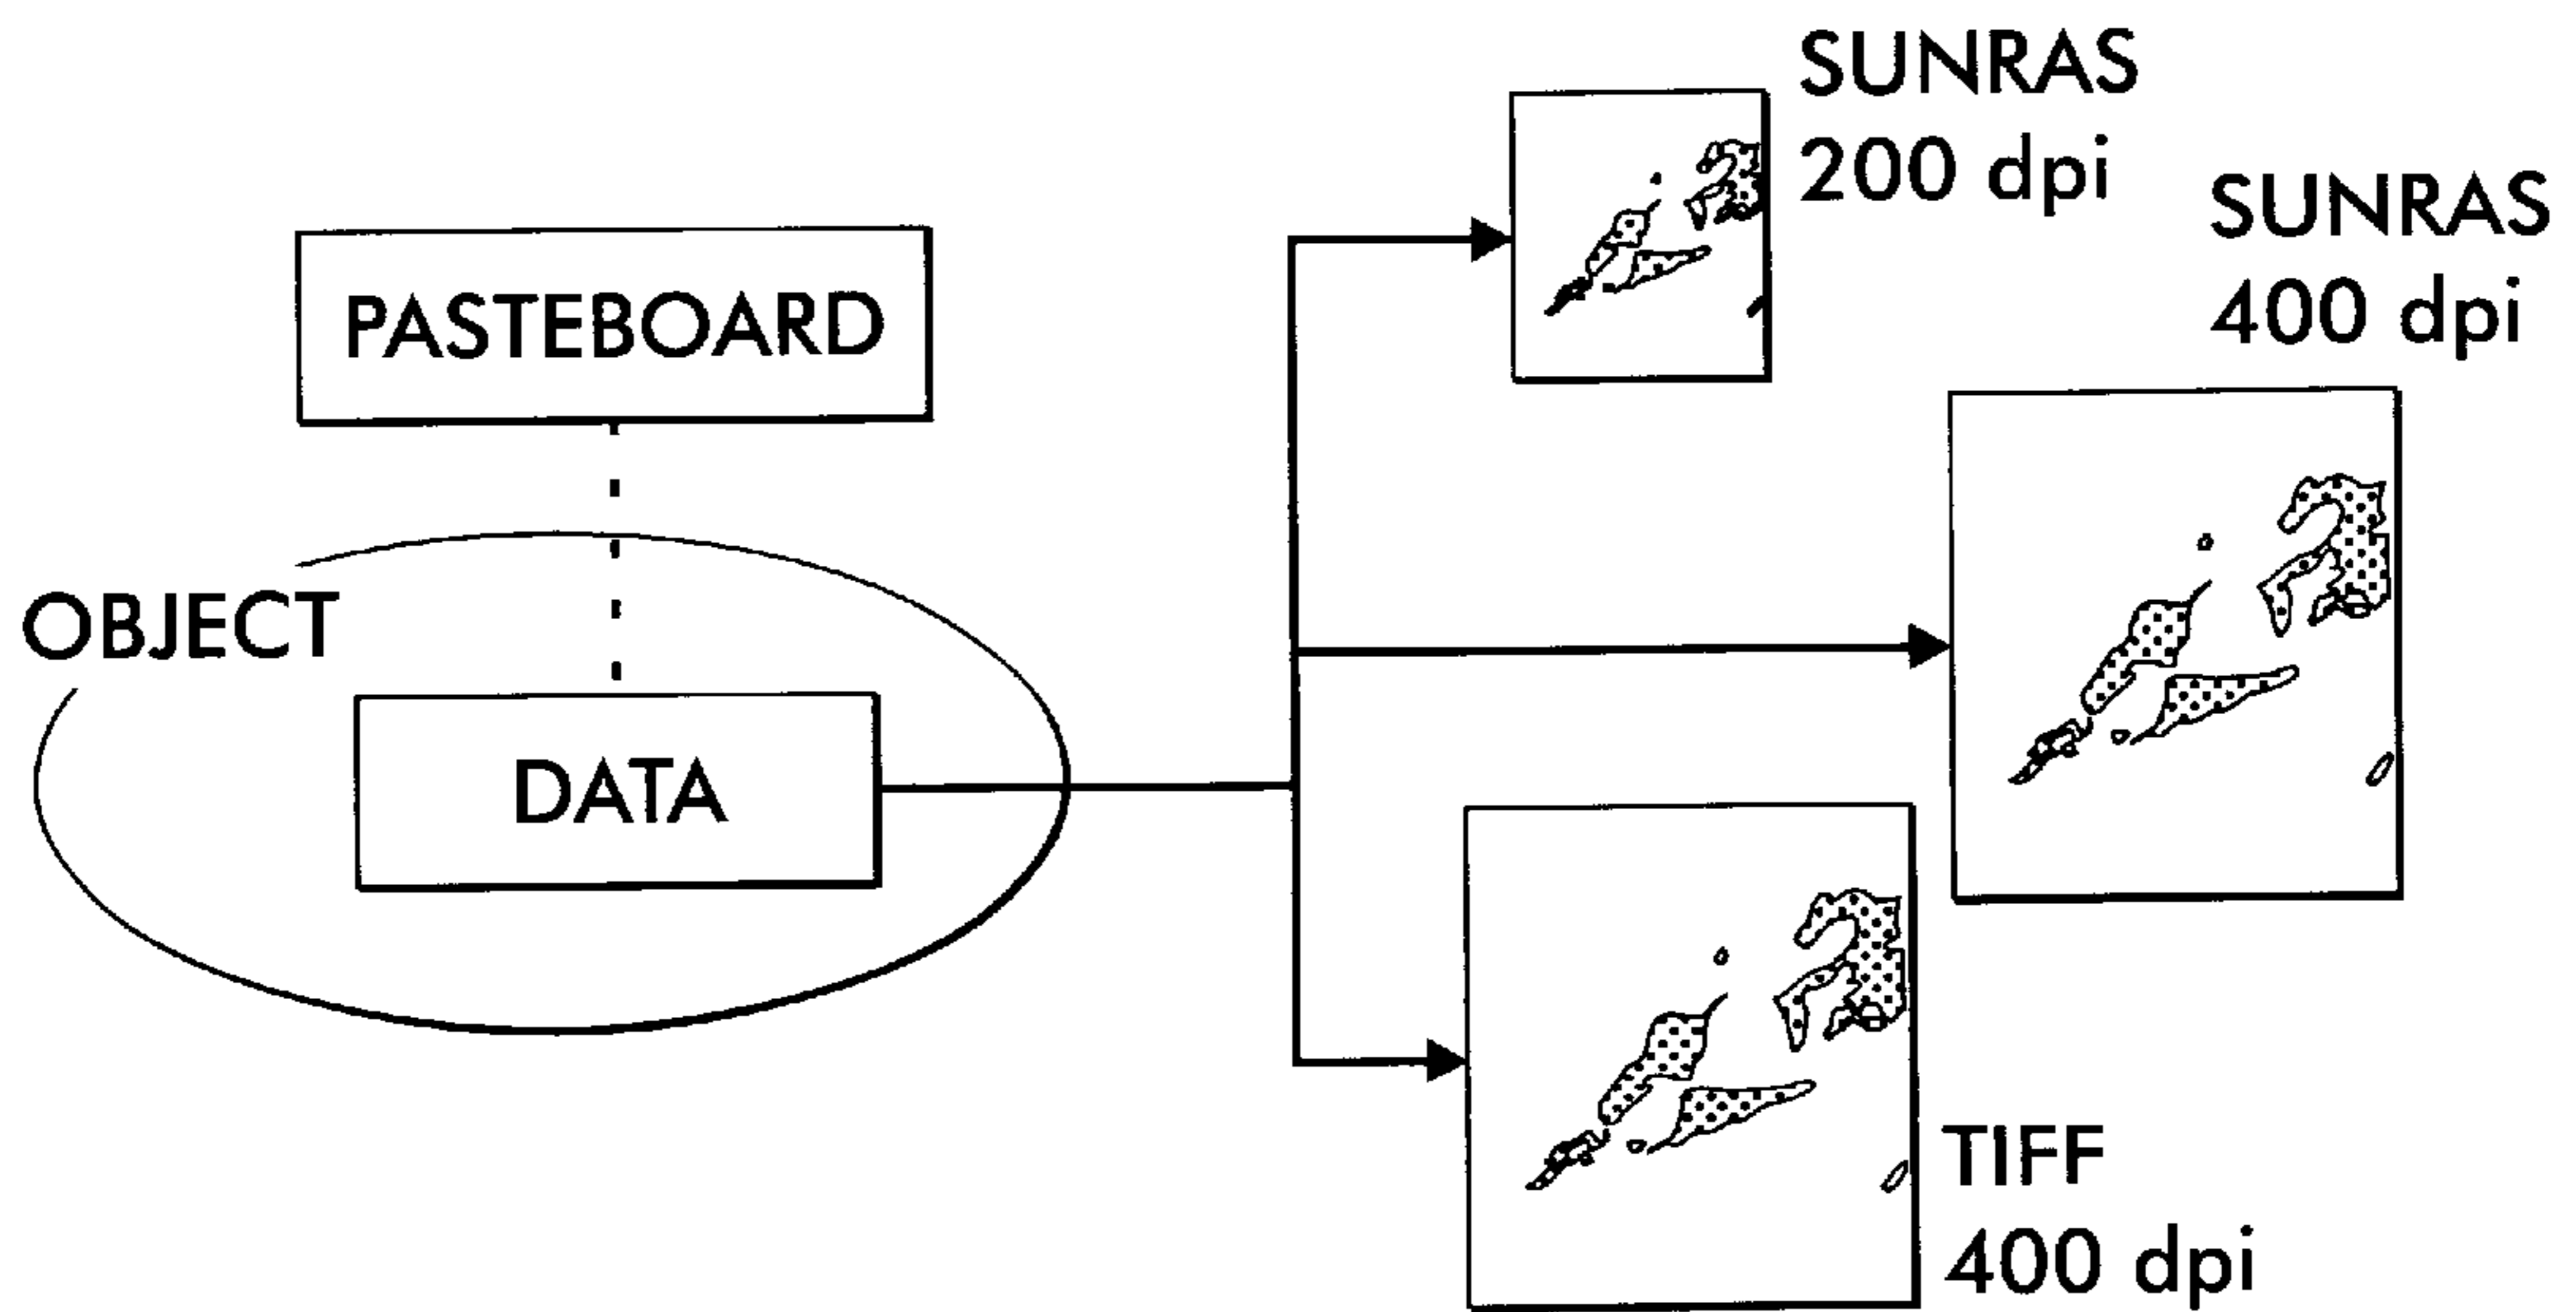 SUNRAS
200 dpi
SUNRAS
400 dpi
PASTEBOARD
OBJECT
DATA
TIFF
400 dpi